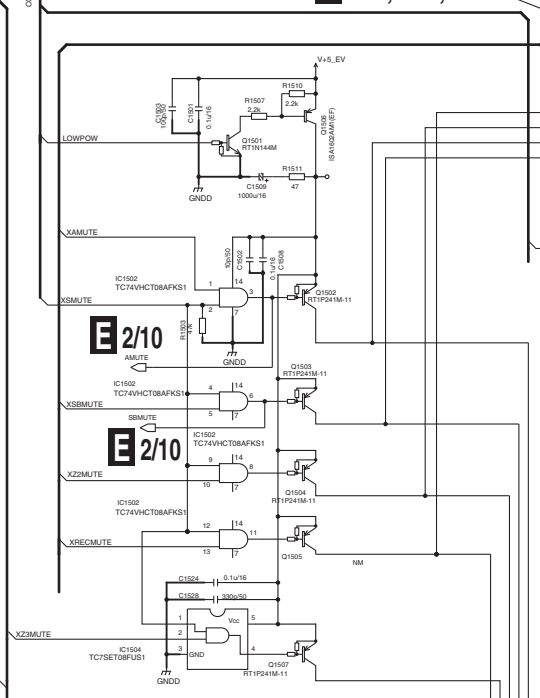 V+5_EV
R1510
2.2k
R1507
2.2k
C1503
100p/50
C1501
0.1u/16
Q1506
ISA1602AM1(EF)
LOWPOW
Q1501
RT1N144M
R1511
47
C1509
1000u/16
GNDD
XAMUTE
10p/50
C1502
0.1u/16
C1508
IC1502
TC74VHCT08AFKS1
1
14
3
2
7
Q1502
RT1P241M-11
XSMUTE
R1503
47k
E 2/10
AMUTE
GNDD
Q1503
RT1P241M-11
IC1502
TC74VHCT08AFKS1
4
14
6
5
7
XSBMUTE
SBMUTE
E 2/10
IC1502
TC74VHCT08AFKS1
9
14
8
10
7
XZ2MUTE
Q1504
RT1P241M-11
IC1502
TC74VHCT08AFKS1
12
14
11
13
7
XRECMUTE
Q1505
NM
C1524
0.1u/16
C1528
330p/50
1
Vcc
5
2
XZ3MUTE
IC1504
TC7SET08FUS1
3
GND
4
Q1507
RT1P241M-11
GNDD